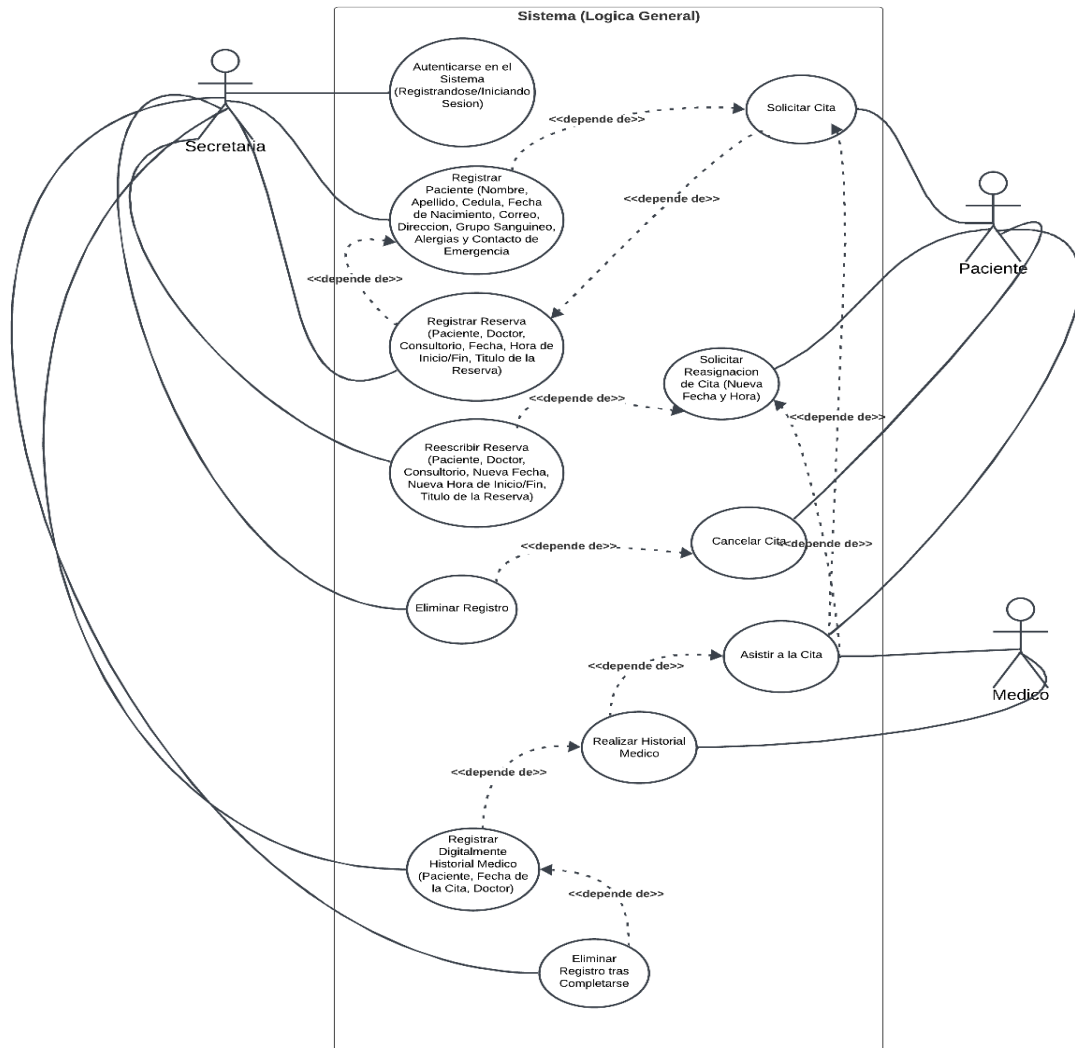 Sistema (Logica General)
Autenticarse en el
Sistema
(Registrandose/Iniciando
Sesion)
Solicitar Cita
<<depende de>>
Secretaria
Registrar
Paciente (Nombre,
Apellido, Cedula, Fecha
de Nacimiento, Correo,
Direccion, Grupo Sanguineo,
Alergias y Contacto de
Emergencia
<<depende de>>
Paciente
<<depende de>>
Registrar Reserva
(Paciente, Doctor,
Consultorio, Fecha, Hora de
Inicio/Fin, Titulo de la
Reserva)
Solicitar
Reasignacion
de Cita (Nueva
Fecha y Hora)
<<depende de>>
<<depende de>>
Reescribir Reserva
(Paciente, Doctor,
Consultorio, Nueva Fecha,
Nueva Hora de Inicio/Fin,
Titulo de la Reserva)
Cancelar Cita
<<depende de>>
<<depende de>>
Eliminar Registro
Asistir a la Cita
<<depende de>>
Medico
Realizar Historial
Medico
<<depende de>>
Registrar
Digitalmente
Historial Medico
(Paciente, Fecha de
la Cita, Doctor)
<<depende de>>
Eliminar
Registro tras
Completarse